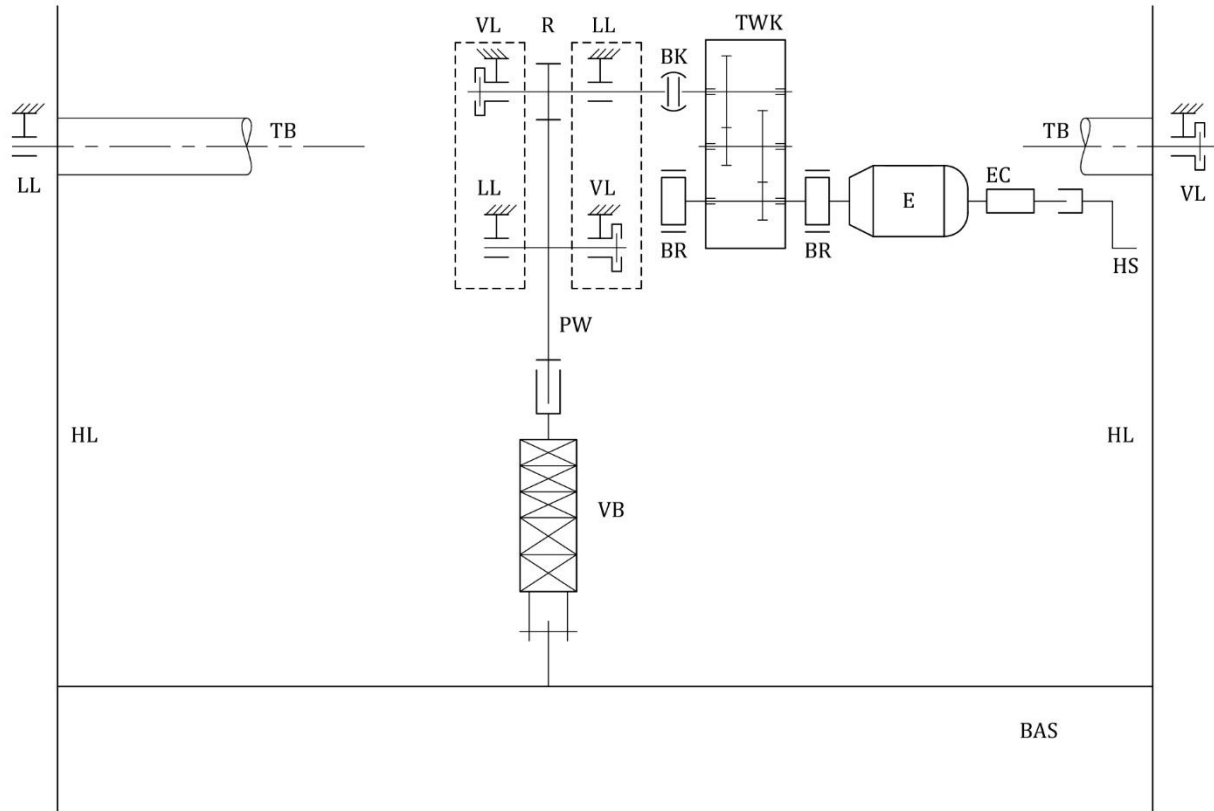 VL R LL TWK
BK
TB TB
LL LL VL EC VL
E
BR BR HS
PW
HL HL
VB
BAS